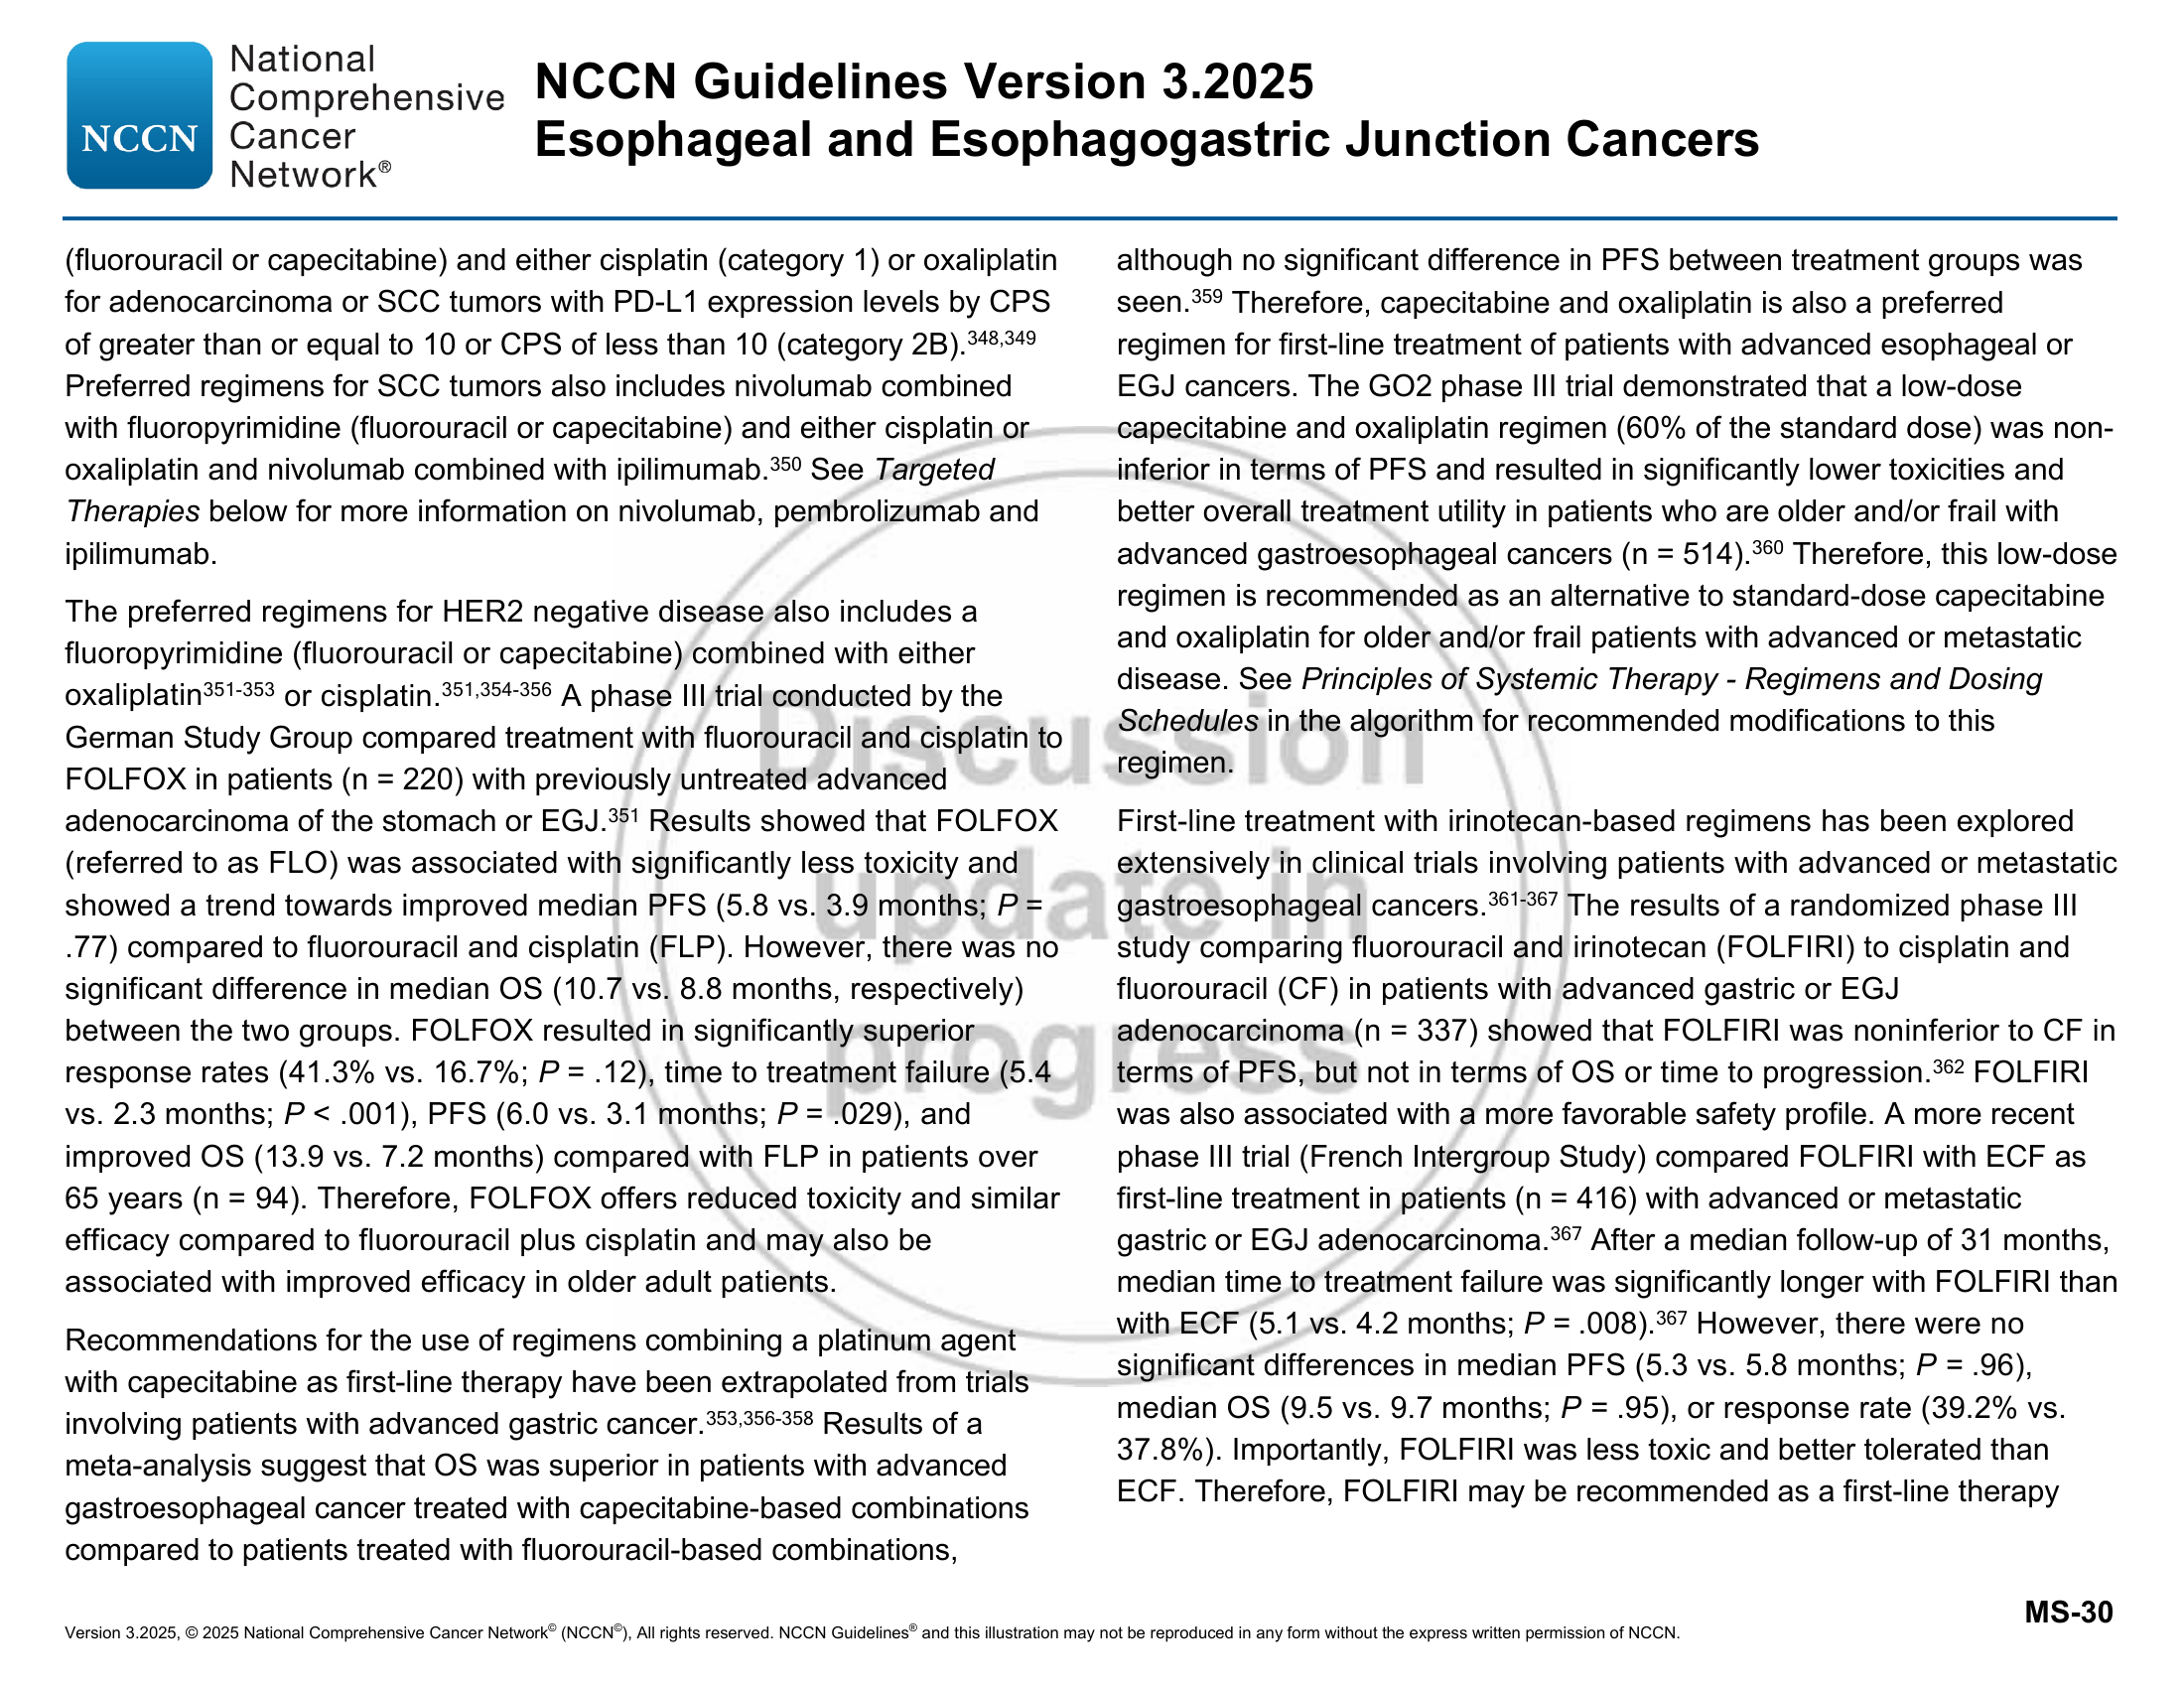 NCCN
National
Comprehensive
Cancer
Network®
NCCN Guidelines Version 3.2025
Esophageal and Esophagogastric Junction Cancers
(fluorouracil or capecitabine) and either cisplatin (category 1) or oxaliplatin
for adenocarcinoma or SCC tumors with PD-L1 expression levels by CPS
of greater than or equal to 10 or CPS of less than 10 (category 2B).348,349
Preferred regimens for SCC tumors also includes nivolumab combined
with fluoropyrimidine (fluorouracil or capecitabine) and either cisplatin or
oxaliplatin and nivolumab combined with ipilimumab.350 See Targeted
Therapies below for more information on nivolumab, pembrolizumab and
ipilimumab.
The preferred regimens for HER2 negative disease also includes a
fluoropyrimidine (fluorouracil or capecitabine) combined with either
oxaliplatin351-353 or cisplatin.351,354-356 A phase III trial conducted by the
German Study Group compared treatment with fluorouracil and cisplatin to
FOLFOX in patients (n = 220) with previously untreated advanced
adenocarcinoma of the stomach or EGJ.351 Results showed that FOLFOX
(referred to as FLO) was associated with significantly less toxicity and
showed a trend towards improved median PFS (5.8 vs. 3.9 months; P =
.77) compared to fluorouracil and cisplatin (FLP). However, there was no
significant difference in median OS (10.7 vs. 8.8 months, respectively)
between the two groups. FOLFOX resulted in significantly superior
response rates (41.3% vs. 16.7%; P = .12), time to treatment failure (5.4
vs. 2.3 months; P < .001), PFS (6.0 vs. 3.1 months; P = .029), and
improved OS (13.9 vs. 7.2 months) compared with FLP in patients over
65 years (n = 94). Therefore, FOLFOX offers reduced toxicity and similar
efficacy compared to fluorouracil plus cisplatin and may also be
associated with improved efficacy in older adult patients.
Recommendations for the use of regimens combining a platinum agent
with capecitabine as first-line therapy have been extrapolated from trials
involving patients with advanced gastric cancer.353,356-358 Results of a
meta-analysis suggest that OS was superior in patients with advanced
gastroesophageal cancer treated with capecitabine-based combinations
compared to patients treated with fluorouracil-based combinations,
although no significant difference in PFS between treatment groups was
seen.359 Therefore, capecitabine and oxaliplatin is also a preferred
regimen for first-line treatment of patients with advanced esophageal or
EGJ cancers. The GO2 phase III trial demonstrated that a low-dose
capecitabine and oxaliplatin regimen (60% of the standard dose) was non-
inferior in terms of PFS and resulted in significantly lower toxicities and
better overall treatment utility in patients who are older and/or frail with
advanced gastroesophageal cancers (n = 514).360 Therefore, this low-dose
regimen is recommended as an alternative to standard-dose capecitabine
and oxaliplatin for older and/or frail patients with advanced or metastatic
disease. See Principles of Systemic Therapy - Regimens and Dosing
Schedules in the algorithm for recommended modifications to this
regimen.
First-line treatment with irinotecan-based regimens has been explored
extensively in clinical trials involving patients with advanced or metastatic
gastroesophageal cancers.361-367 The results of a randomized phase III
study comparing fluorouracil and irinotecan (FOLFIRI) to cisplatin and
fluorouracil (CF) in patients with advanced gastric or EGJ
adenocarcinoma (n = 337) showed that FOLFIRI was noninferior to CF in
terms of PFS, but not in terms of OS or time to progression.362 FOLFIRI
was also associated with a more favorable safety profile. A more recent
phase III trial (French Intergroup Study) compared FOLFIRI with ECF as
first-line treatment in patients (n = 416) with advanced or metastatic
gastric or EGJ adenocarcinoma.367 After a median follow-up of 31 months,
median time to treatment failure was significantly longer with FOLFIRI than
with ECF (5.1 vs. 4.2 months; P = .008).367 However, there were no
significant differences in median PFS (5.3 vs. 5.8 months; P = .96),
median OS (9.5 vs. 9.7 months; P = .95), or response rate (39.2% vs.
37.8%). Importantly, FOLFIRI was less toxic and better tolerated than
ECF. Therefore, FOLFIRI may be recommended as a first-line therapy
Discussion
update in
progress
MS-30
Version 3.2025, © 2025 National Comprehensive Cancer Network© (NCCN©), All rights reserved. NCCN Guidelines® and this illustration may not be reproduced in any form without the express written permission of NCCN.